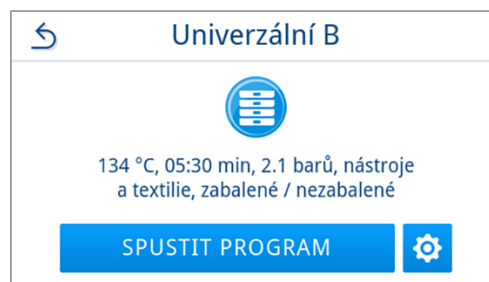 Univerzální B
134 °C, 05:30 min, 2.1 barů, nástroje
a textilie, zabalené / nezabalené
SPUSTIT PROGRAM